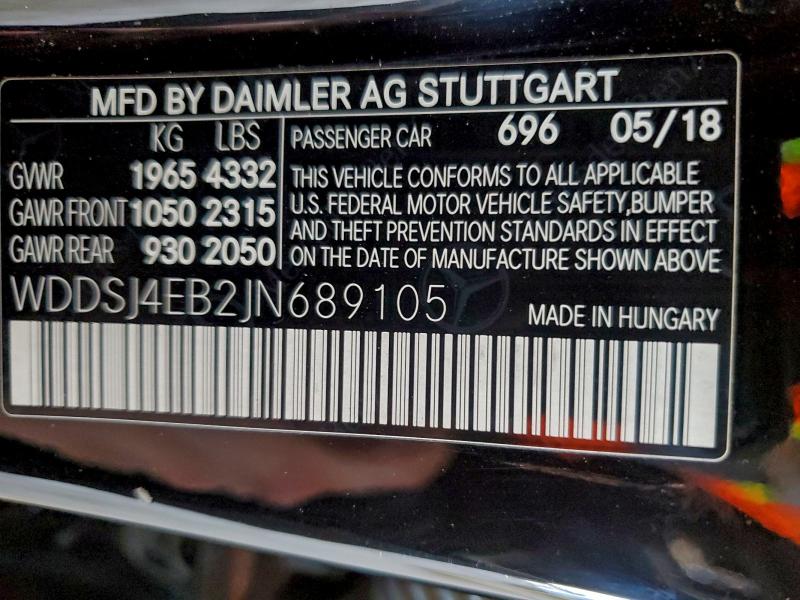 MFD BY DAIMLER AG STUTTGART
KG LBS
GVWR 1965 4332
GAWR FRONT 1050 2315
GAWR REAR 930 2050
PASSENGER CAR 696 05/18
THIS VEHICLE CONFORMS TO ALL APPLICABLE
U.S. FEDERAL MOTOR VEHICLE SAFETY,BUMPER
AND THEFT PREVENTION STANDARDS IN EFFECT
ON THE DATE OF MANUFACTURE SHOWN ABOVE
WDDSJ4EB2JN689105
MADE IN HUNGARY